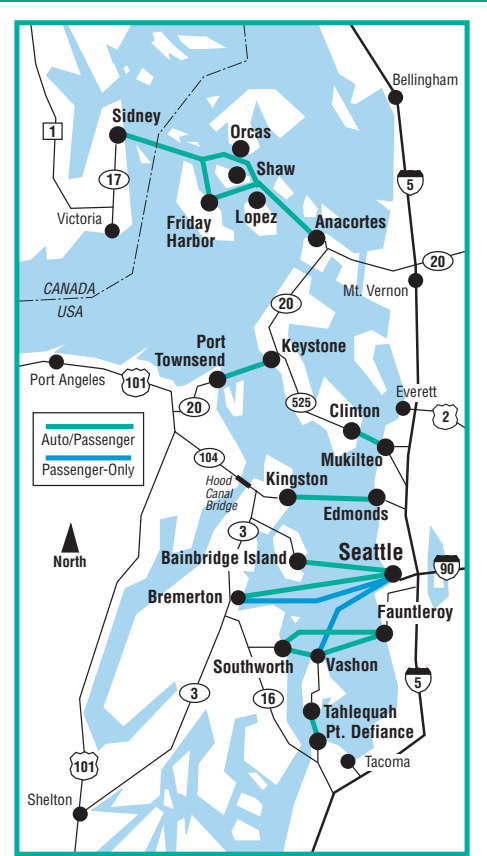 Bellingham
Sidney
Orcas
1
Shaw
17
5
Lopez
Victoria
Friday
Harbor
Anacortes
20
CANADA
USA
Mt. Vernon
20
Port
Townsend
Keystone
Port Angeles
101
20
525
Everett
Clinton
2
Auto/Passenger
Passenger-Only
Mukilteo
104
Hood
Canal
Bridge
Kingston
Edmonds
3
North
Bainbridge Island
Seattle
90
Bremerton
Fauntleroy
Southworth
Vashon
5
3
16
Tahlequah
Pt. Defiance
101
Tacoma
Shelton